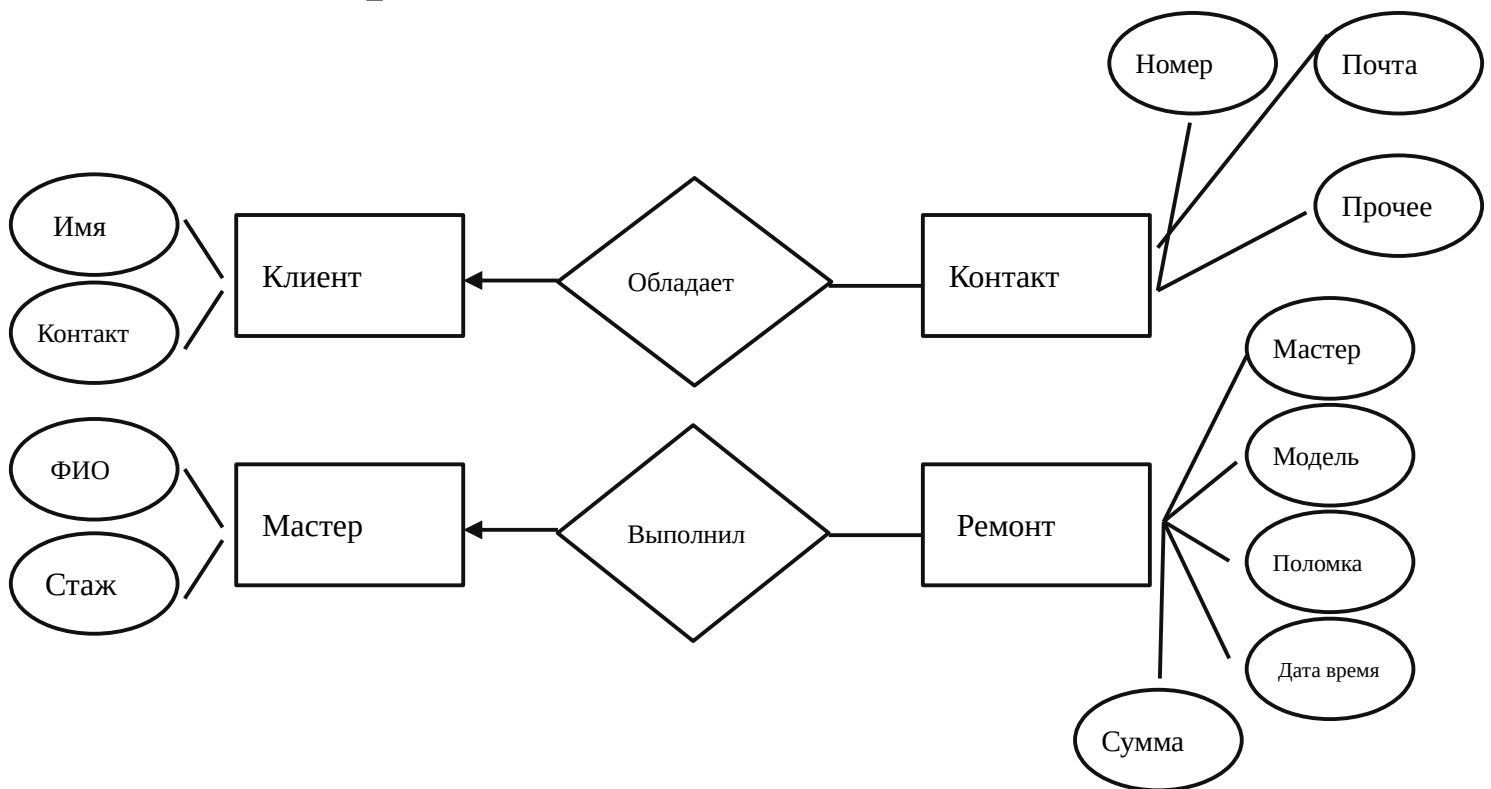 Номер
Почта
Прочее
Имя
Контакт
Клиент
Обладает
Контакт
Мастер
Модель
Поломка
Дата время
Сумма
ФИО
Стаж
Мастер
Выполнил
Ремонт